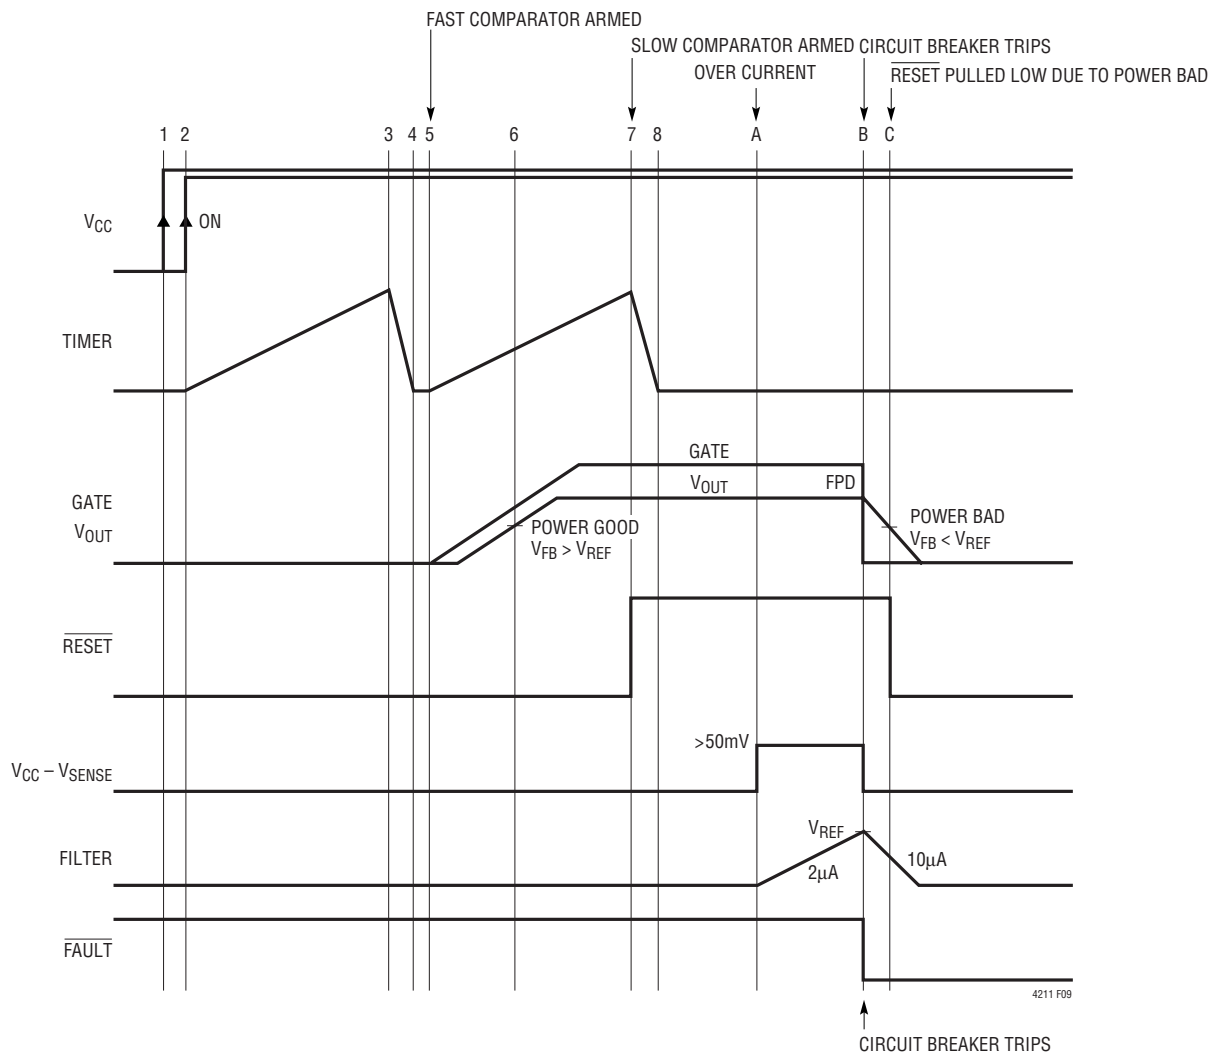 FAST COMPARATOR ARMED
SLOW COMPARATOR ARMED
CIRCUIT BREAKER TRIPS
OVER CURRENT
RESET PULLED LOW DUE TO POWER BAD
1 2 3 4 5 6 7 8 A B C
VCC
ON
TIMER
GATE
VOUT
GATE
VOUT
FPD
POWER GOOD
VFB > VREF
POWER BAD
VFB < VREF
RESET
>50mV
VCC – VSENSE
VREF
FILTER
2µA
10µA
FAULT
4211 F09
CIRCUIT BREAKER TRIPS